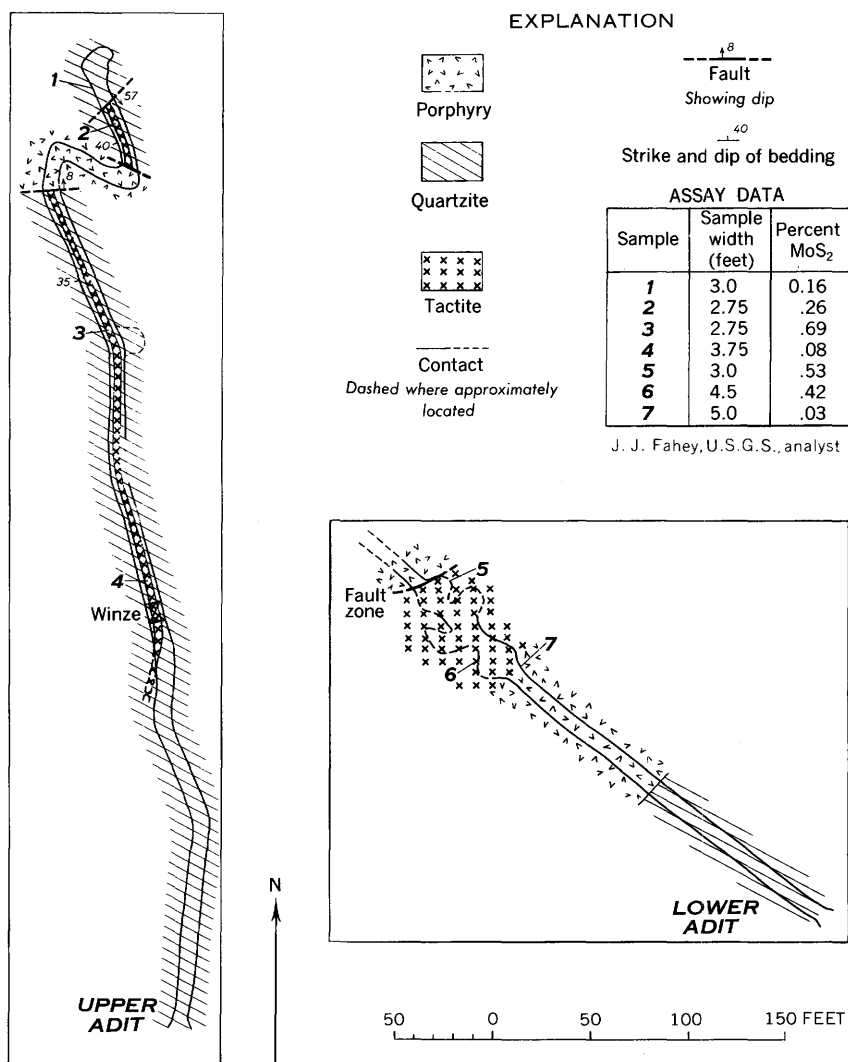 EXPLANATION
Porphyry
Quartzite
Tactite
Contact
Dashed where approximately
located
8
Fault
Showing dip
40
Strike and dip of bedding
ASSAY DATA
Sample Sample width (feet) Percent MoS₂
1 3.0 0.16
2 2.75 .26
3 2.75 .69
4 3.75 .08
5 3.0 .53
6 4.5 .42
7 5.0 .03
J. J. Fahey, U.S.G.S., analyst
1
57
2
40
8
35
3
4
Winze
UPPER
ADIT
N
5
Fault
zone
7
6
LOWER
ADIT
50 0 50 100 150 FEET